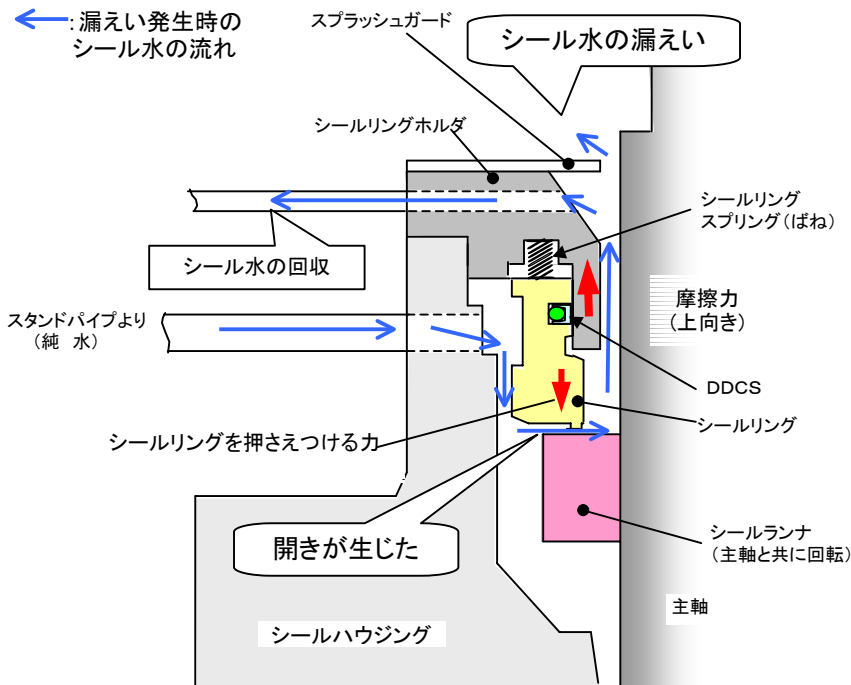 :漏えい発生時の
シール水の流れ
スプラッシュガード
シール水の漏えい
シールリングホルダ
シールリング
スプリング(ばね)
シール水の回収
摩擦力
(上向き)
スタンドパイプより
(純 水)
DDCS
シールリング
シールリングを押さえつける力
開きが生じた
シールランナ
(主軸と共に回転)
主軸
シールハウジング